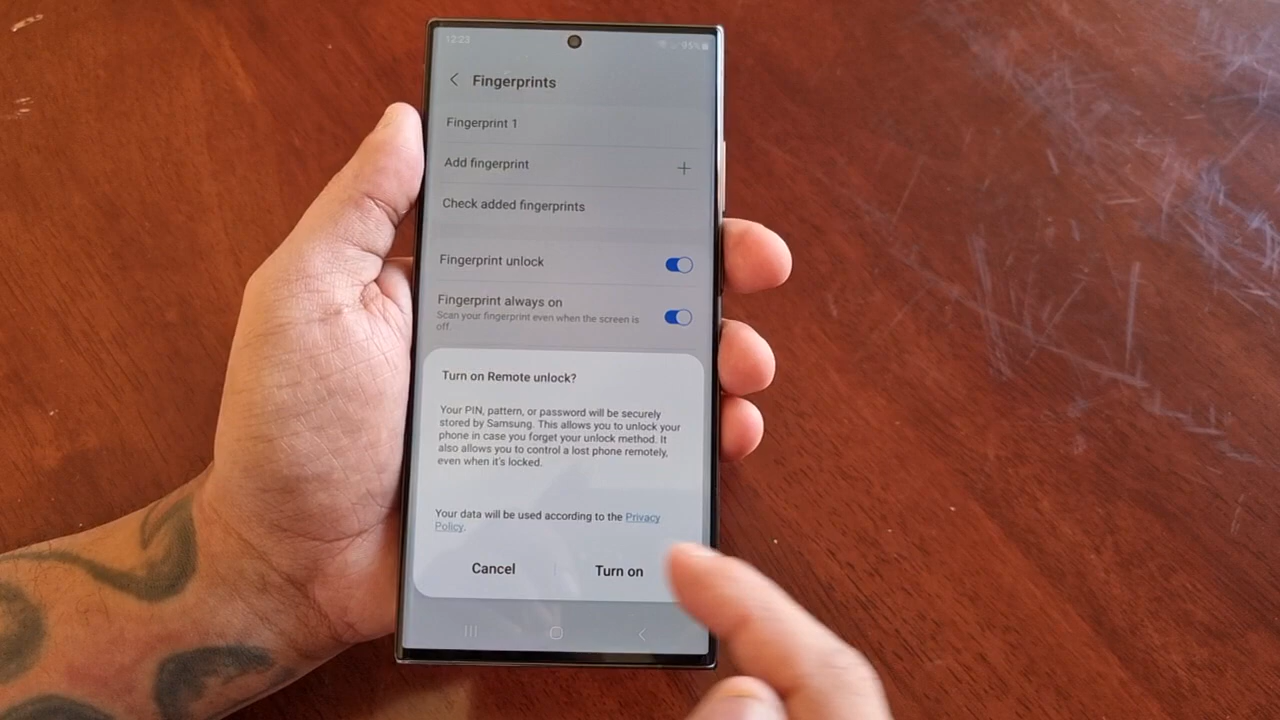 12:23
95%
Fingerprints
Fingerprint 1
Add fingerprint
Check added fingerprints
Fingerprint unlock
Fingerprint always on
Scan your fingerprint even when the screen is
off.
Turn on Remote unlock?
Your PIN, pattern, or password will be securely
stored by Samsung. This allows you to unlock your
phone in case you forget your unlock method. It
also allows you to control a lost phone remotely,
even when it's locked.
Your data will be used according to the Privacy
Policy.
Cancel
Turn on